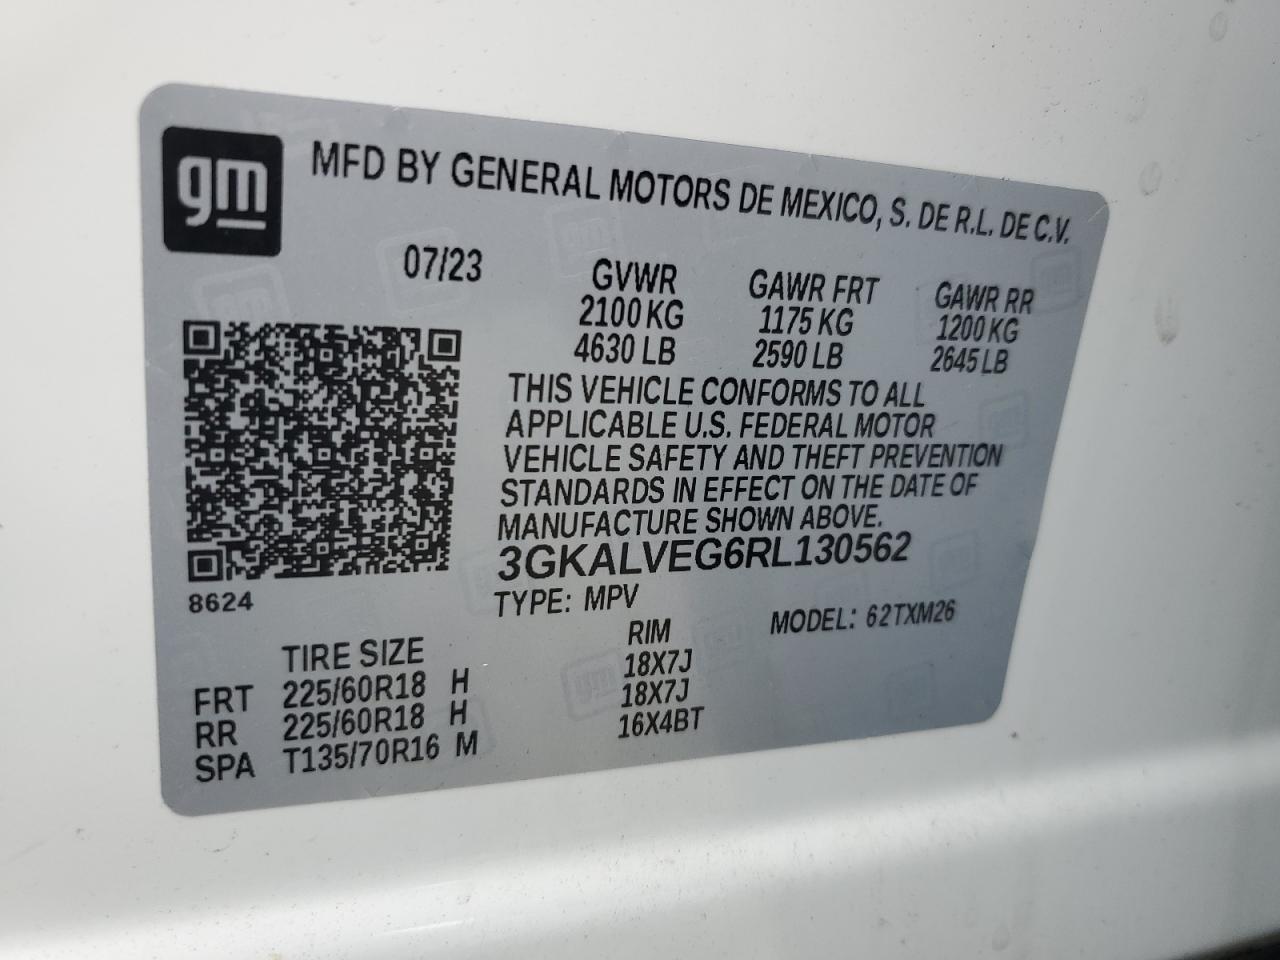 gm
MFD BY GENERAL MOTORS DE MEXICO, S. DE R.L. DE C.V.
07/23 GVWR GAWR FRT GAWR RR
2100 KG 1175 KG 1200 KG
4630 LB 2590 LB 2645 LB
THIS VEHICLE CONFORMS TO ALL
APPLICABLE U.S. FEDERAL MOTOR
VEHICLE SAFETY AND THEFT PREVENTION
STANDARDS IN EFFECT ON THE DATE OF
MANUFACTURE SHOWN ABOVE.
3GKALVEG6RL130562
8624
TYPE: MPV MODEL: 62TXM26
TIRE SIZE RIM
FRT 225/60R18 H 18X7J
RR 225/60R18 H 18X7J
SPA T135/70R16 M 16X4BT